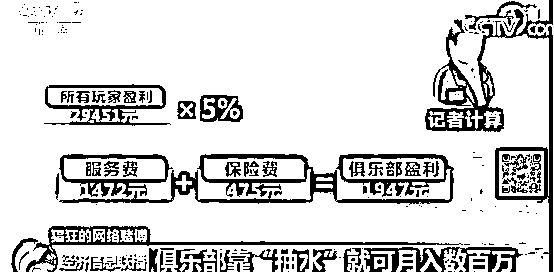 CCTV.com
所有玩家盈利
29451元
×5%
记者计算
服务费
1472元
+
保险费
475元
=
俱乐部盈利
1947元
疯狂的网络赌博
经济信息联播
俱乐部靠“抽水”就可月入数百万